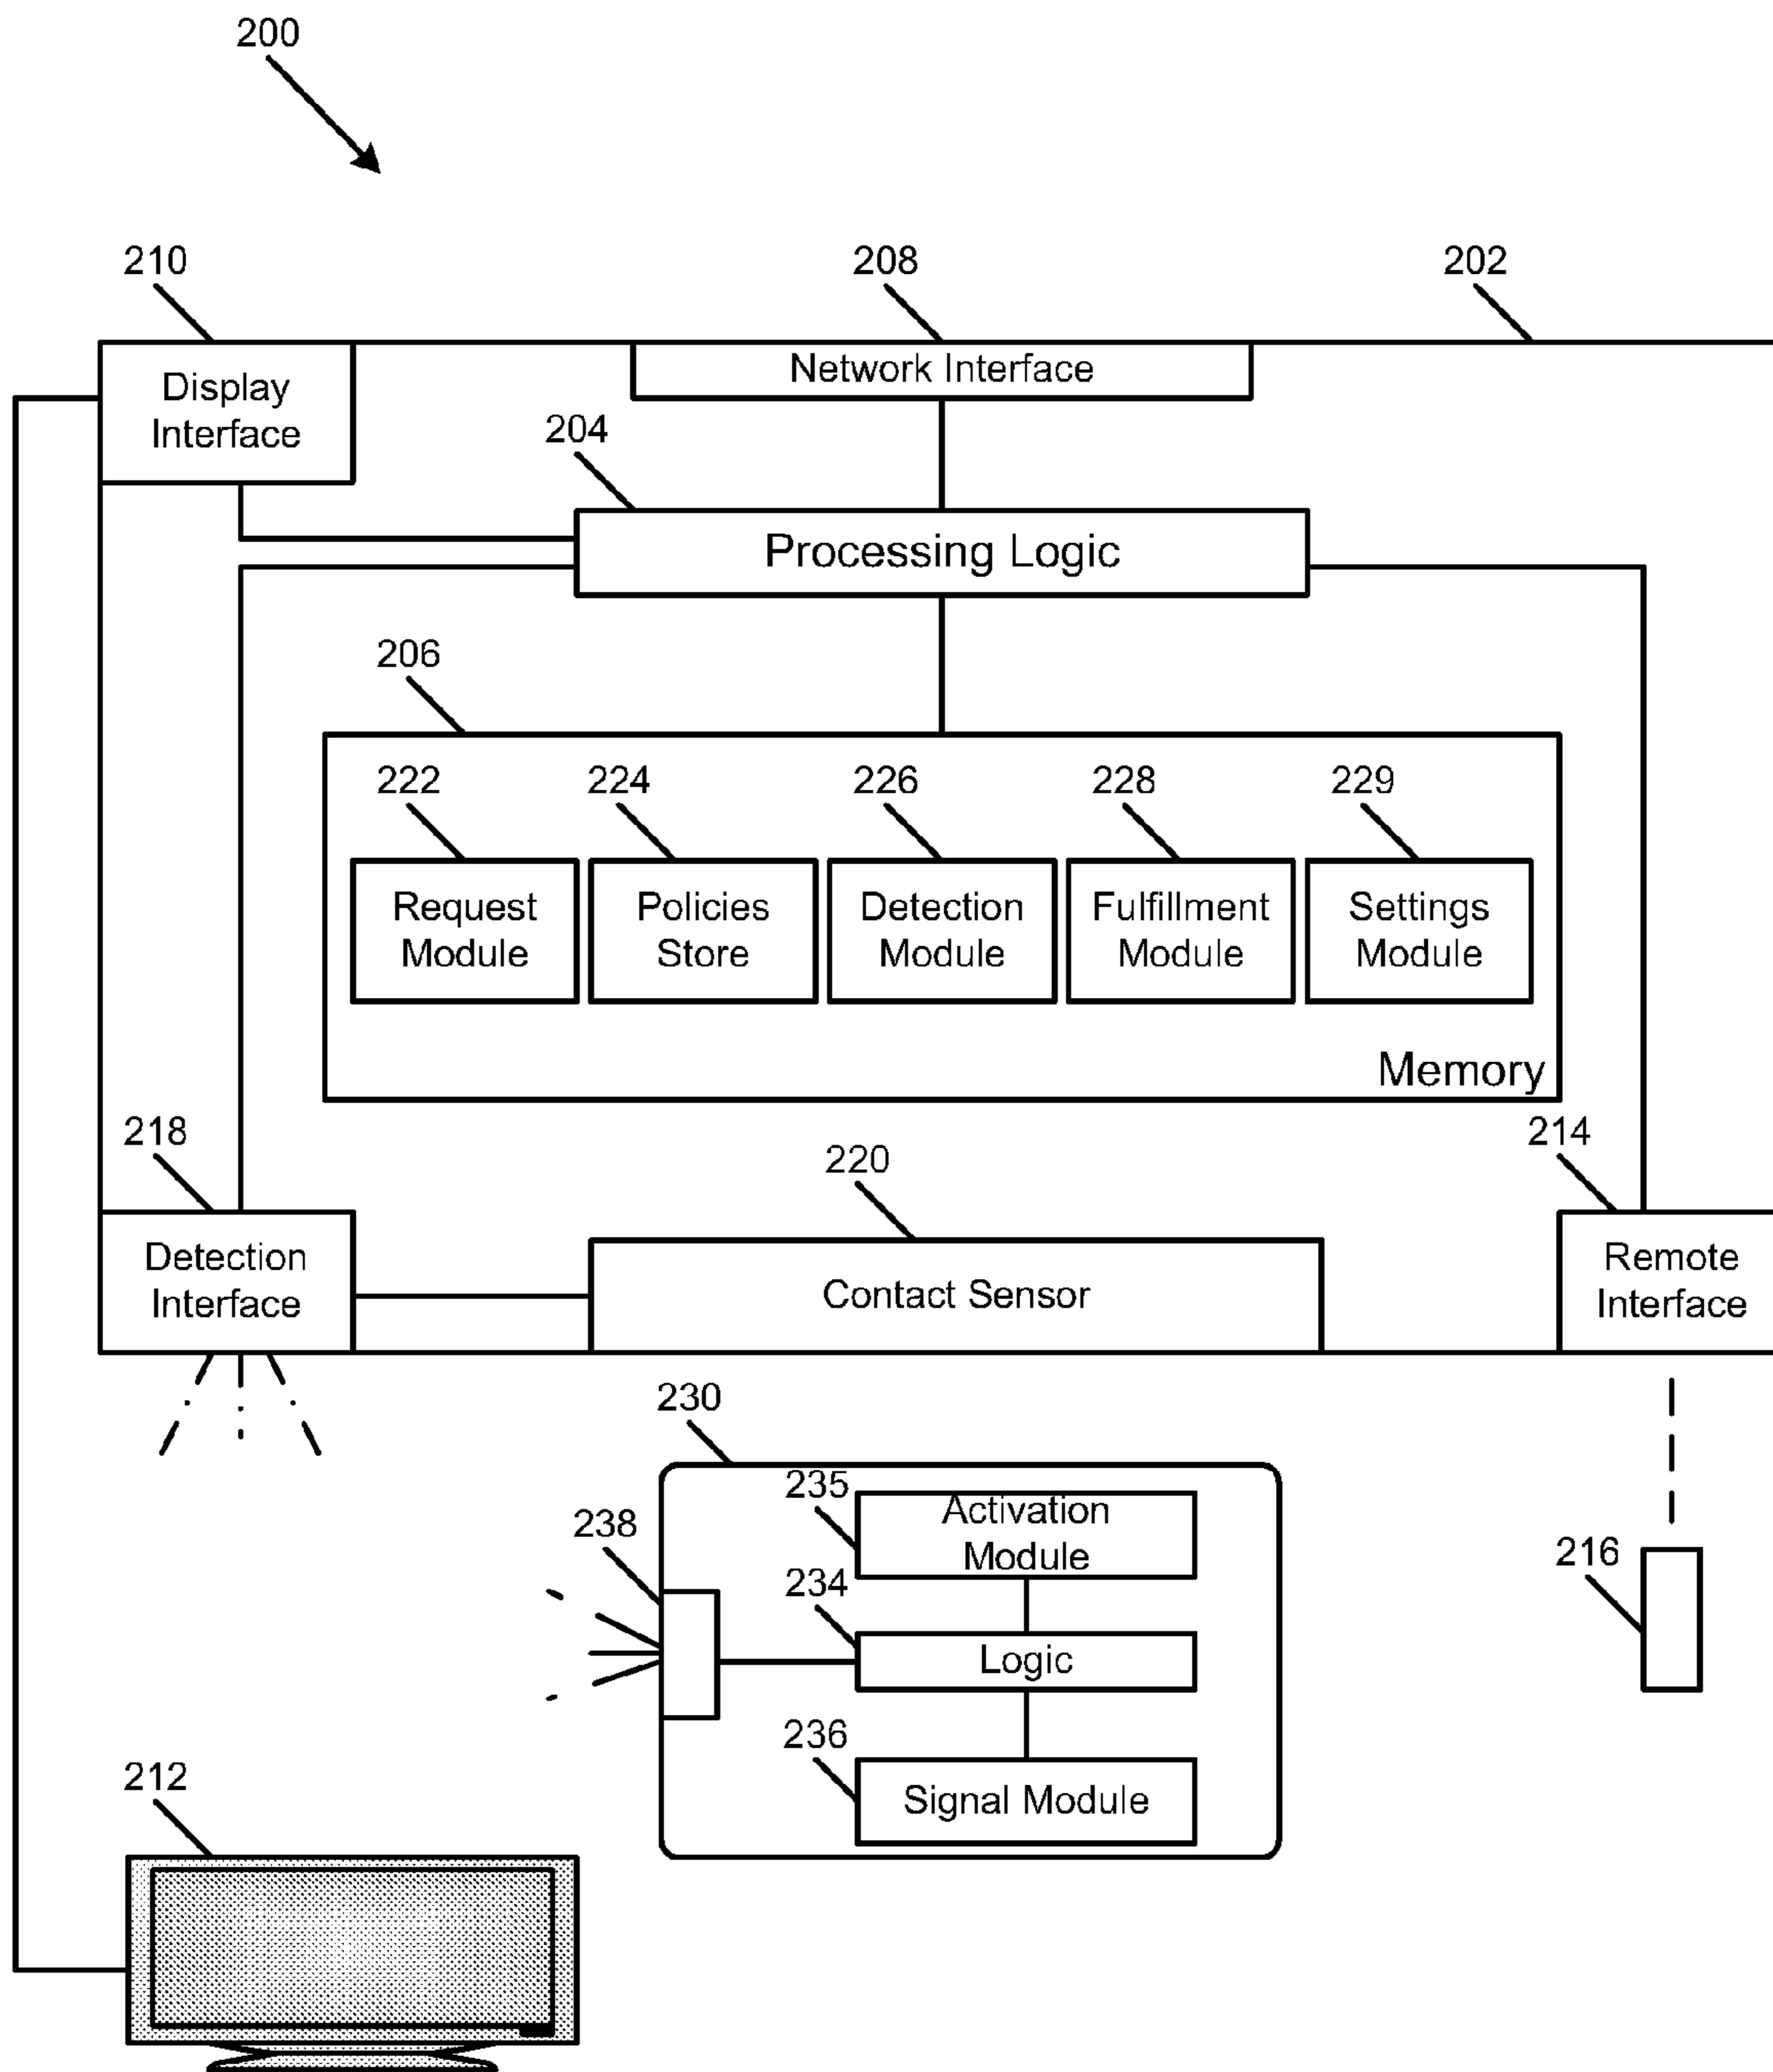 200
210
208
202
Display
Interface
Network Interface
204
Processing Logic
206
222
224
226
228
229
Request
Module
Policies
Store
Detection
Module
Fulfillment
Module
Settings
Module
Memory
218
220
214
Detection
Interface
Contact Sensor
Remote
Interface
230
235
Activation
Module
238
234
216
Logic
236
Signal Module
212